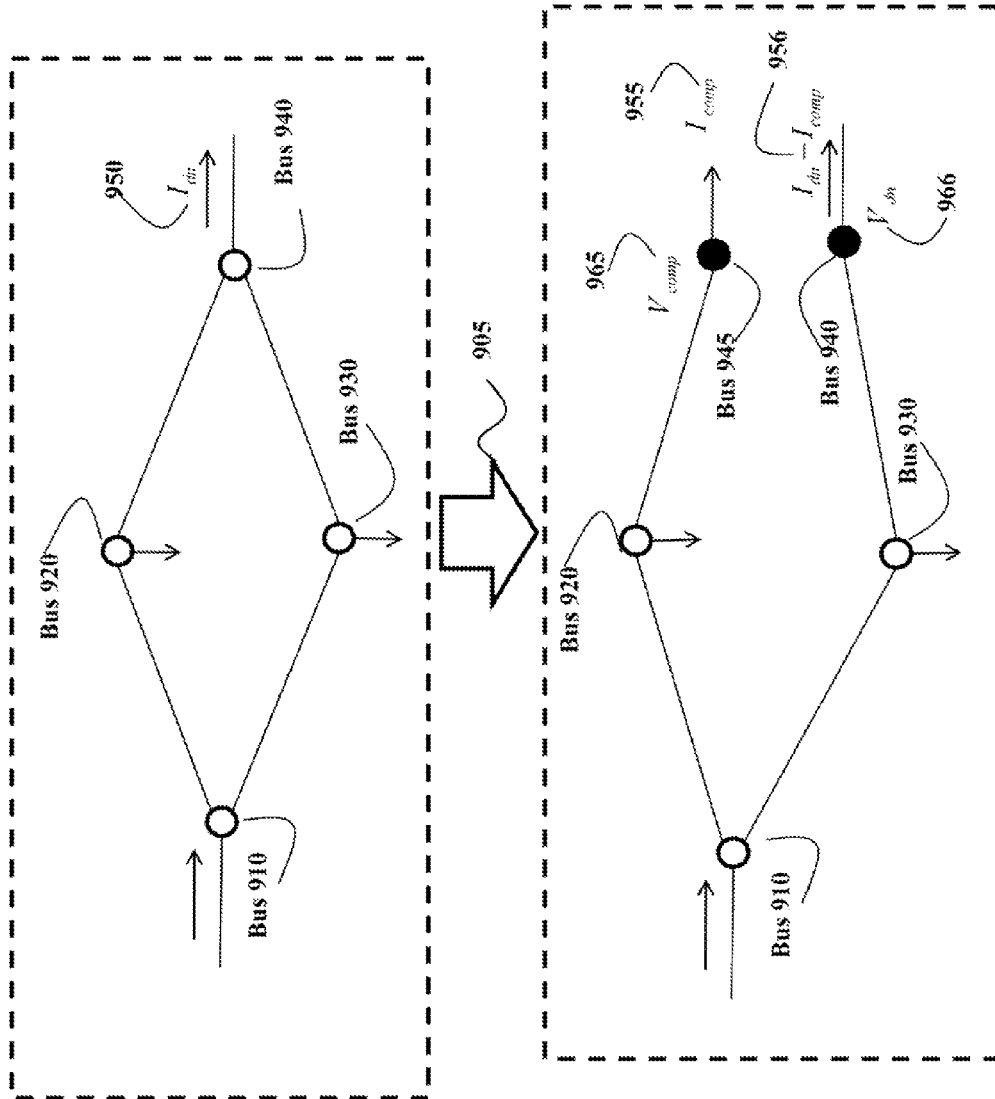 950
I_dn
Bus 940
Bus 920
Bus 930
Bus 910
905
955
I_comp
956
I_dn − I_comp
965
V_comp
V_dn
966
Bus 945
Bus 940
Bus 920
Bus 930
Bus 910